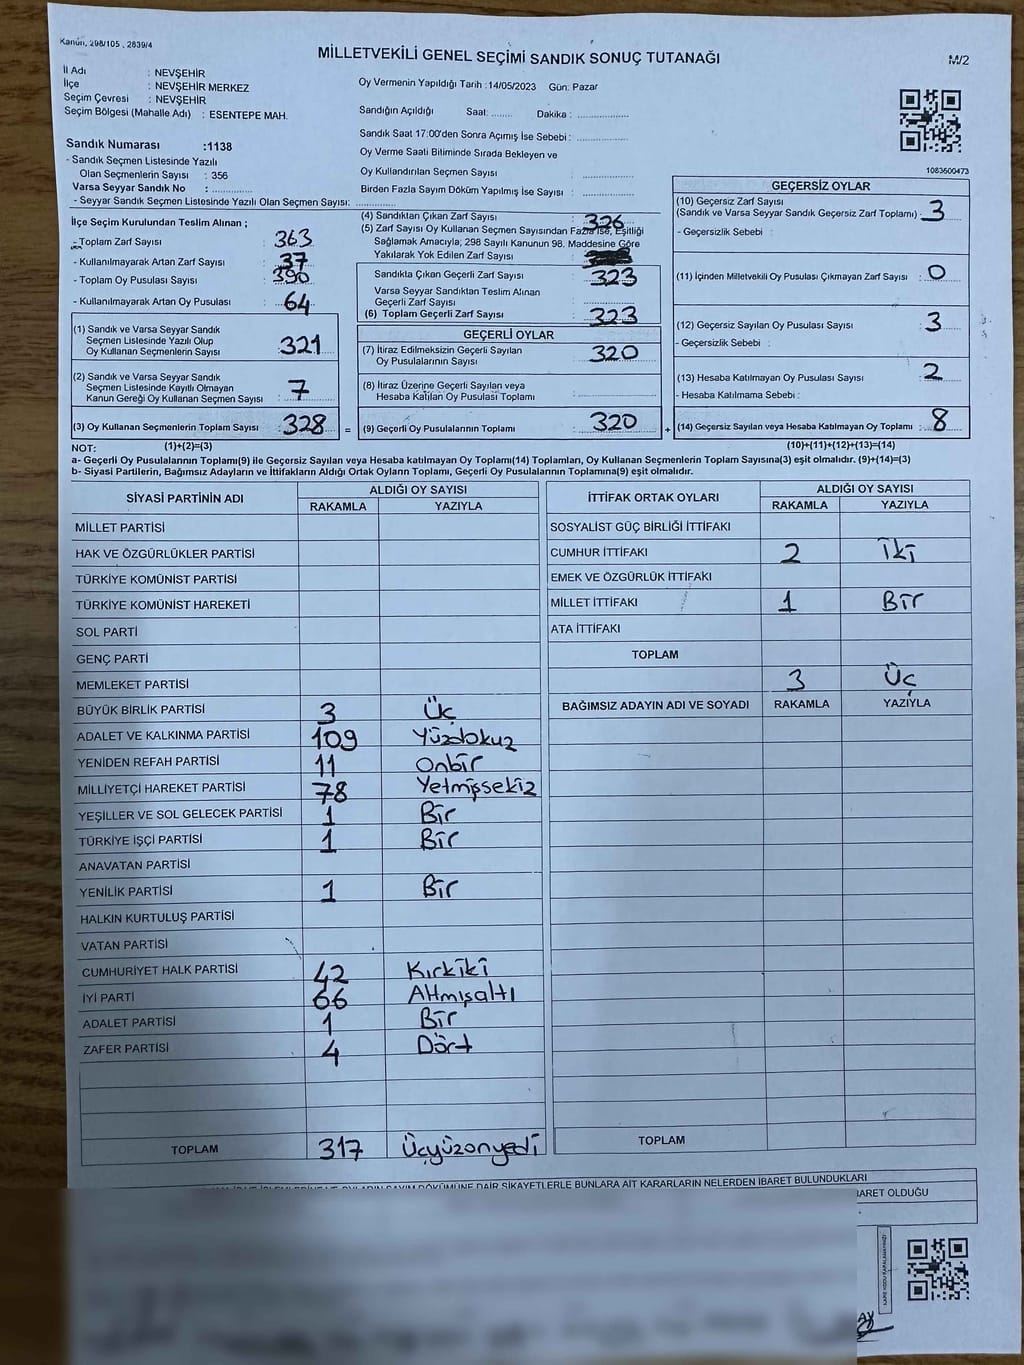 Kanun, 298/105 , 2839/4
MİLLETVEKİLİ GENEL SEÇİMİ SANDIK SONUÇ TUTANAĞI
M/2
İl Adı : NEVŞEHİR
İlçe : NEVŞEHİR MERKEZ
Seçim Çevresi : NEVŞEHİR
Seçim Bölgesi (Mahalle Adı) : ESENTEPE MAH.
Oy Vermenin Yapıldığı Tarih :14/05/2023 Gün: Pazar
Sandığın Açıldığı Saat: ........ Dakika : ....................
Sandık Saat 17:00'den Sonra Açımış İse Sebebi : ....................
Oy Verme Saati Bitiminde Sırada Bekleyen ve
Oy Kullandırılan Seçmen Sayısı ....................
Birden Fazla Sayım Döküm Yapılmış İse Sayısı : ....................
1083600473
Sandık Numarası :1138
- Sandık Seçmen Listesinde Yazılı
Olan Seçmenlerin Sayısı : 356
Varsa Seyyar Sandık No : ...............
- Seyyar Sandık Seçmen Listesinde Yazılı Olan Seçmen Sayısı: ...............
İlçe Seçim Kurulundan Teslim Alınan ;
- Toplam Zarf Sayısı : 363
- Kullanılmayarak Artan Zarf Sayısı : 37
- Toplam Oy Pusulası Sayısı : 390
- Kullanılmayarak Artan Oy Pusulası : 64
(1) Sandık ve Varsa Seyyar Sandık
Seçmen Listesinde Yazılı Olup
Oy Kullanan Seçmenlerin Sayısı : 321
(2) Sandık ve Varsa Seyyar Sandık
Seçmen Listesinde Kayıtlı Olmayan
Kanun Gereği Oy Kullanan Seçmen Sayısı : 7
(3) Oy Kullanan Seçmenlerin Toplam Sayısı : 328 =
(4) Sandıktan Çıkan Zarf Sayısı : 326
(5) Zarf Sayısı Oy Kullanan Seçmen Sayısından Fazla ise, Eşitliği
Sağlamak Amacıyla, 298 Sayılı Kanunun 98. Maddesine Göre
Yakılarak Yok Edilen Zarf Sayısı :
Sandıkta Çıkan Geçerli Zarf Sayısı : 323
Varsa Seyyar Sandıktan Teslim Alınan
Geçerli Zarf Sayısı :
(6) Toplam Geçerli Zarf Sayısı : 323
GEÇERLİ OYLAR
(7) İtiraz Edilmeksizin Geçerli Sayılan
Oy Pusulalarının Sayısı : 320
(8) İtiraz Üzerine Geçerli Sayılan veya
Hesaba Katılan Oy Pusulası Toplamı :
(9) Geçerli Oy Pusulalarının Toplamı : 320 +
GEÇERSİZ OYLAR
(10) Geçersiz Zarf Sayısı
(Sandık ve Varsa Seyyar Sandık Geçersiz Zarf Toplamı) : 3
- Geçersizlik Sebebi :
(11) İçinden Milletvekili Oy Pusulası Çıkmayan Zarf Sayısı : 0
(12) Geçersiz Sayılan Oy Pusulası Sayısı : 3
- Geçersizlik Sebebi :
(13) Hesaba Katılmayan Oy Pusulası Sayısı : 2
- Hesaba Katılmama Sebebi :
(14) Geçersiz Sayılan veya Hesaba Katılmayan Oy Toplamı : 8
NOT: (1)+(2)=(3) (10)+(11)+(12)+(13)=(14)
a- Geçerli Oy Pusulasının Toplamı(9) ile Geçersiz Sayılan veya Hesaba katılmayan Oy Toplamı(14) Toplamları, Oy Kullanan Seçmenlerin Toplam Sayısına(3) eşit olmalıdır. (9)+(14)=(3)
b- Siyasi Partilerin, Bağımsız Adayların ve İttifakların Aldığı Ortak Oyların Toplamı, Geçerli Oy Pusulalarının Toplamına(9) eşit olmalıdır.
SİYASİ PARTİNİN ADI ALDIĞI OY SAYISI
RAKAMLA YAZIYLA
MİLLET PARTİSİ
HAK VE ÖZGÜRLÜKLER PARTİSİ
TÜRKİYE KOMÜNİST PARTİSİ
TÜRKİYE KOMÜNİST HAREKETİ
SOL PARTİ
GENÇ PARTİ
MEMLEKET PARTİSİ
BÜYÜK BİRLİK PARTİSİ 3 Üç
ADALET VE KALKINMA PARTİSİ 109 Yüzdokuz
YENİDEN REFAH PARTİSİ 11 Onbir
MİLLİYETÇİ HAREKET PARTİSİ 78 Yetmişsekiz
YEŞİLLER VE SOL GELECEK PARTİSİ 1 Bir
TÜRKİYE İŞÇİ PARTİSİ 1 Bir
ANAVATAN PARTİSİ
YENİLİK PARTİSİ 1 Bir
HALKIN KURTULUŞ PARTİSİ
VATAN PARTİSİ
CUMHURİYET HALK PARTİSİ 42 Kırkiki
İYİ PARTİ 66 Altmışaltı
ADALET PARTİSİ 1 Bir
ZAFER PARTİSİ 4 Dört
TOPLAM 317 Üçyüzonyedi
İTTİFAK ORTAK OYLARI ALDIĞI OY SAYISI
RAKAMLA YAZIYLA
SOSYALİST GÜÇ BİRLİĞİ İTTİFAKI
CUMHUR İTTİFAKI 2 İki
EMEK VE ÖZGÜRLÜK İTTİFAKI
MİLLET İTTİFAKI 1 Bir
ATA İTTİFAKI
TOPLAM 3 Üç
BAĞIMSIZ ADAYIN ADI VE SOYADI RAKAMLA YAZIYLA
TOPLAM
DÖKÜMÜNE DAİR ŞİKAYETLERLE BUNLARA AİT KARARLARIN NELERDEN İBARET BULUNDUKLARI
BARET OLDUĞU